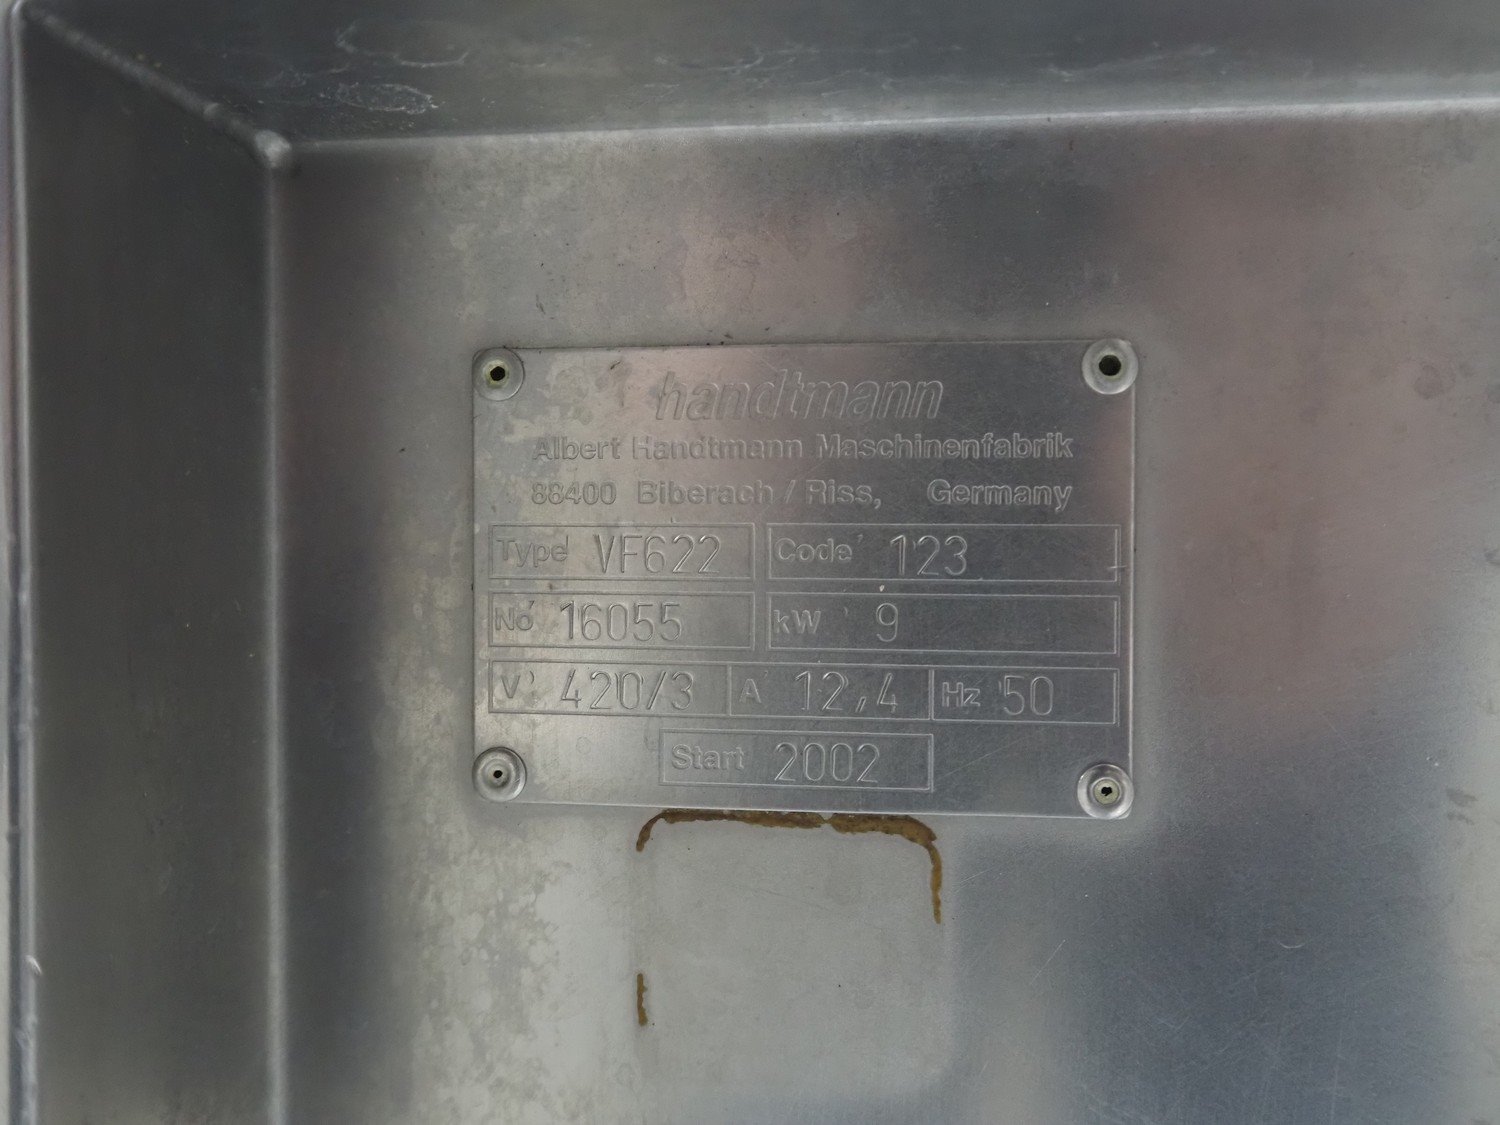 handtmann
Albert Handtmann Maschinenfabrik
88400 Biberach / Riss, Germany
Type VF622 Code 123
No 16055 kW 9
V 420/3 A 12,4 Hz 50
Start 2002